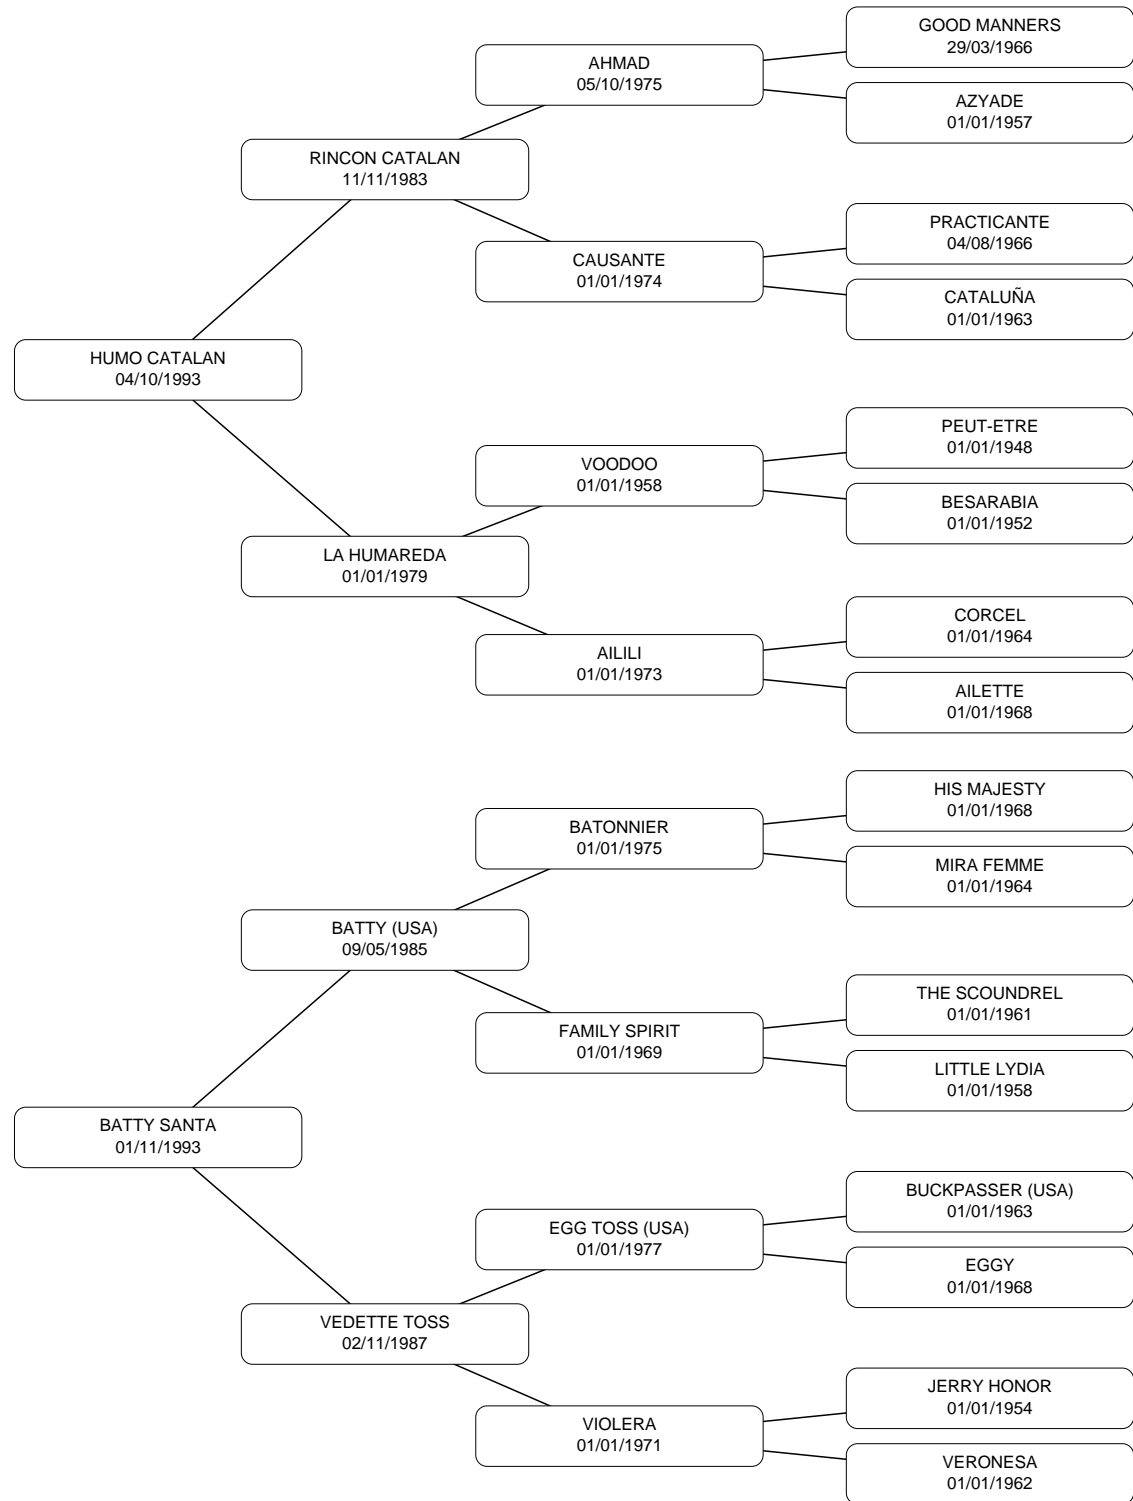 GOOD MANNERS
29/03/1966
AHMAD
05/10/1975
AZYADE
01/01/1957
RINCON CATALAN
11/11/1983
PRACTICANTE
04/08/1966
CAUSANTE
01/01/1974
CATALUÑA
01/01/1963
HUMO CATALAN
04/10/1993
PEUT-ETRE
01/01/1948
VOODOO
01/01/1958
BESARABIA
01/01/1952
LA HUMAREDA
01/01/1979
CORCEL
01/01/1964
AILILI
01/01/1973
AILETTE
01/01/1968
HIS MAJESTY
01/01/1968
BATONNIER
01/01/1975
MIRA FEMME
01/01/1964
BATTY (USA)
09/05/1985
THE SCOUNDREL
01/01/1961
FAMILY SPIRIT
01/01/1969
LITTLE LYDIA
01/01/1958
BATTY SANTA
01/11/1993
BUCKPASSER (USA)
01/01/1963
EGG TOSS (USA)
01/01/1977
EGGY
01/01/1968
VEDETTE TOSS
02/11/1987
JERRY HONOR
01/01/1954
VIOLERA
01/01/1971
VERONESA
01/01/1962